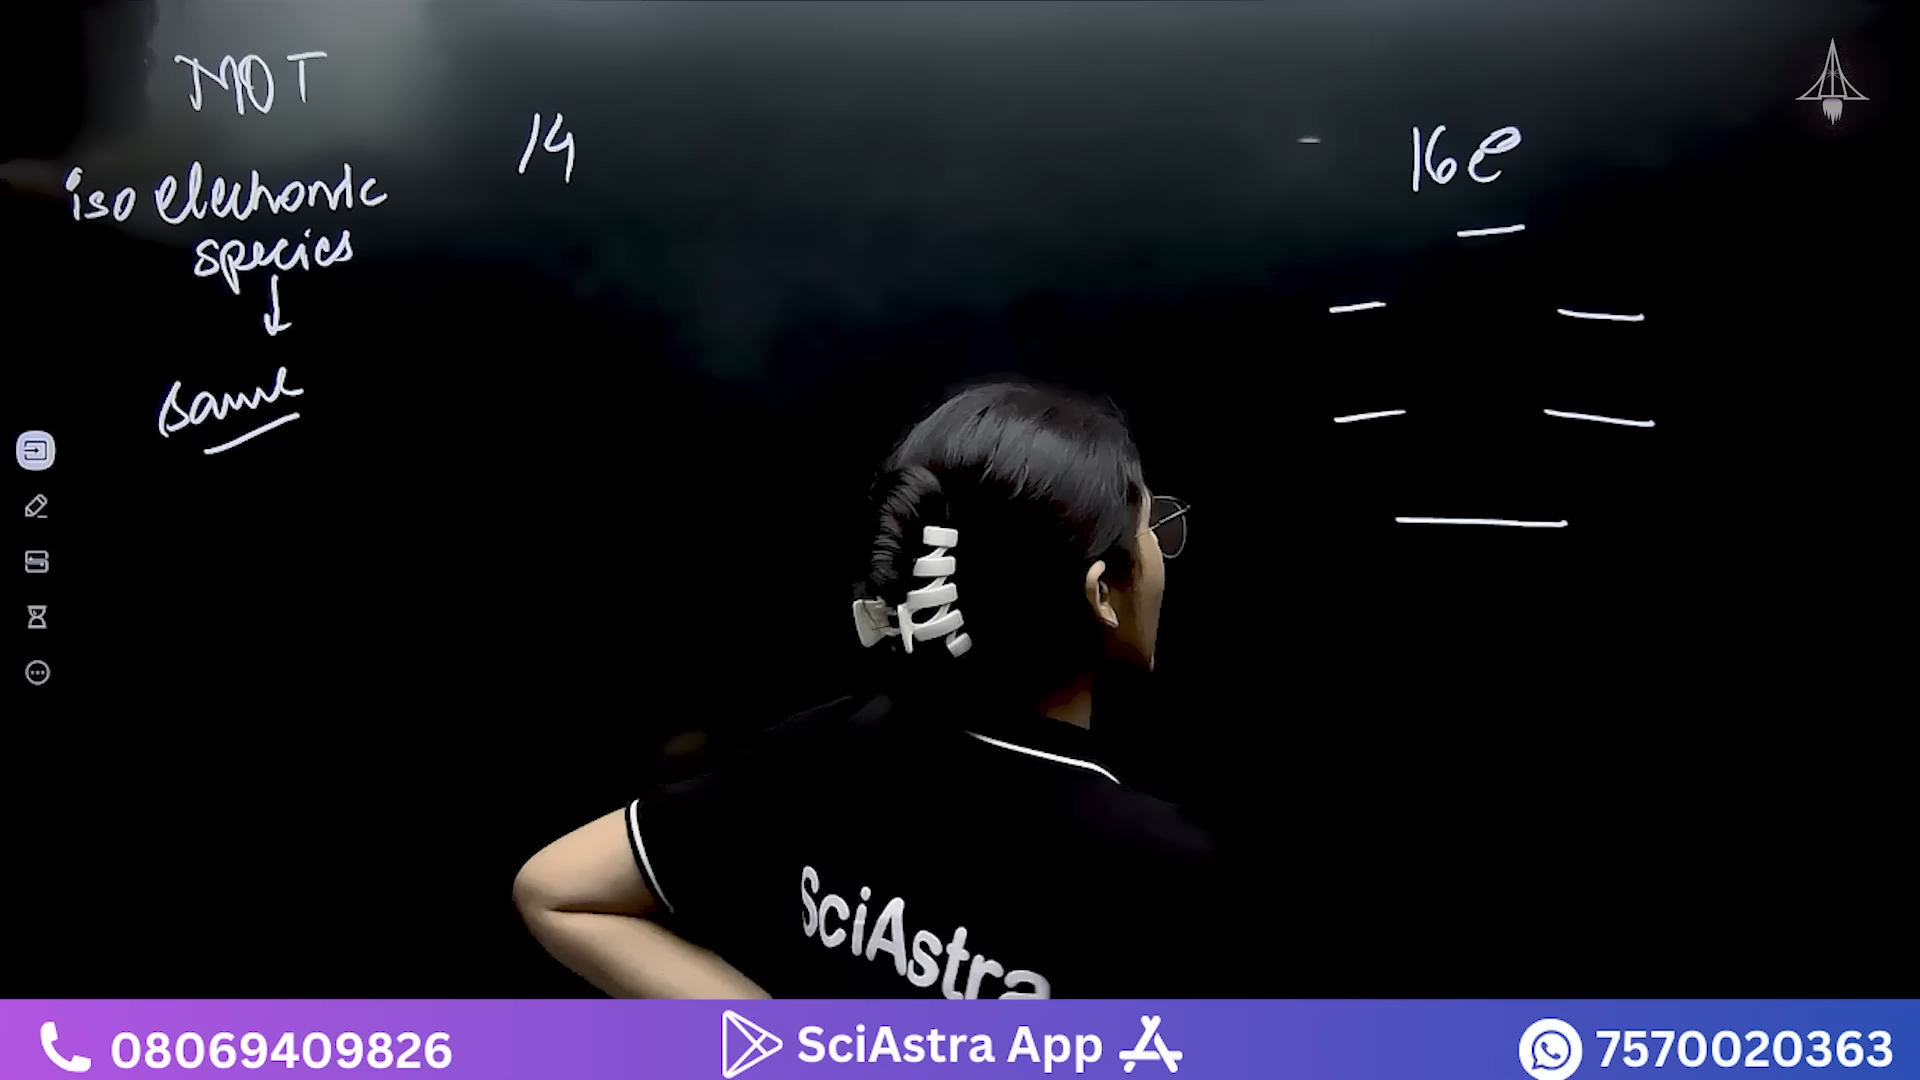 MOT
iso electronic
species
same
14
16e
SciAstra
08069409826
SciAstra App
7570020363